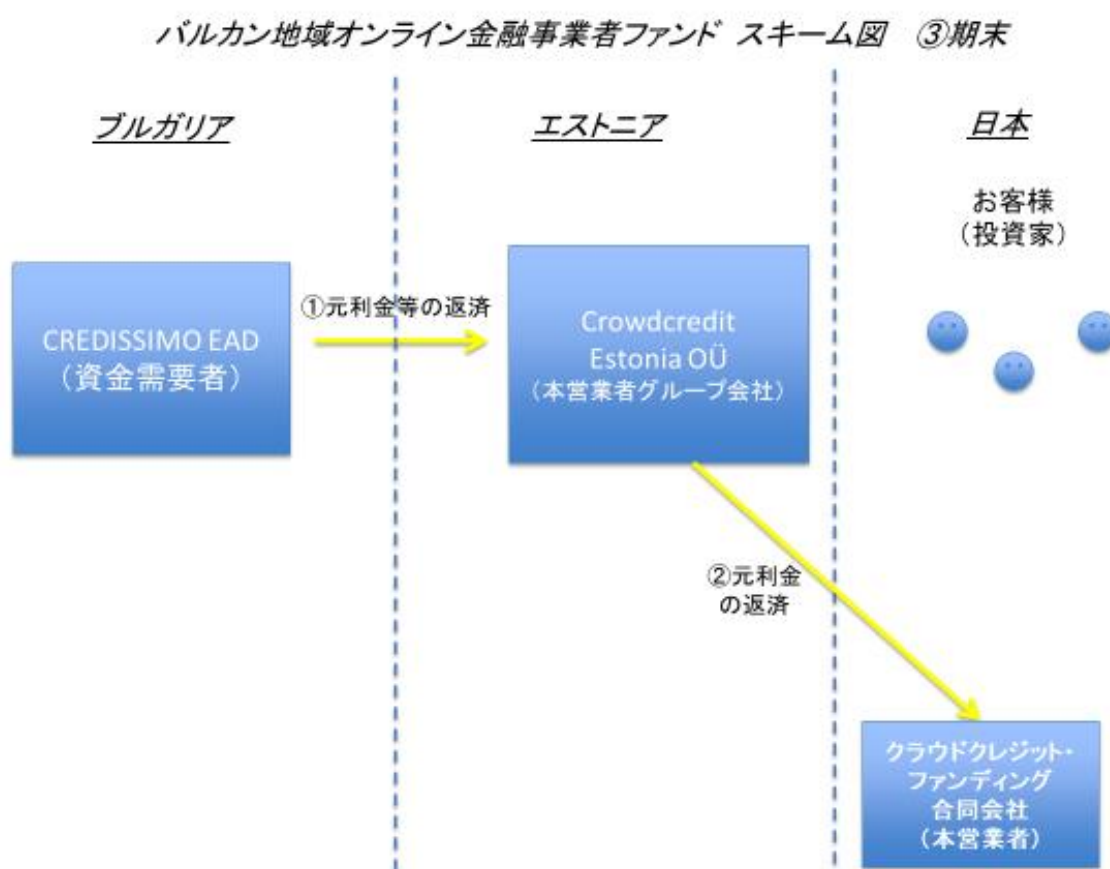 バルカン地域オンライン金融事業者ファンド スキーム図　③期末
ブルガリア
エストニア
日本
お客様
（投資家）
CREDISSIMO EAD
（資金需要者）
①元利金等の返済
Crowdcredit
Estonia OÜ
（本営業者グループ会社）
②元利金
の返済
クラウドクレジット・
ファンディング
合同会社
（本営業者）